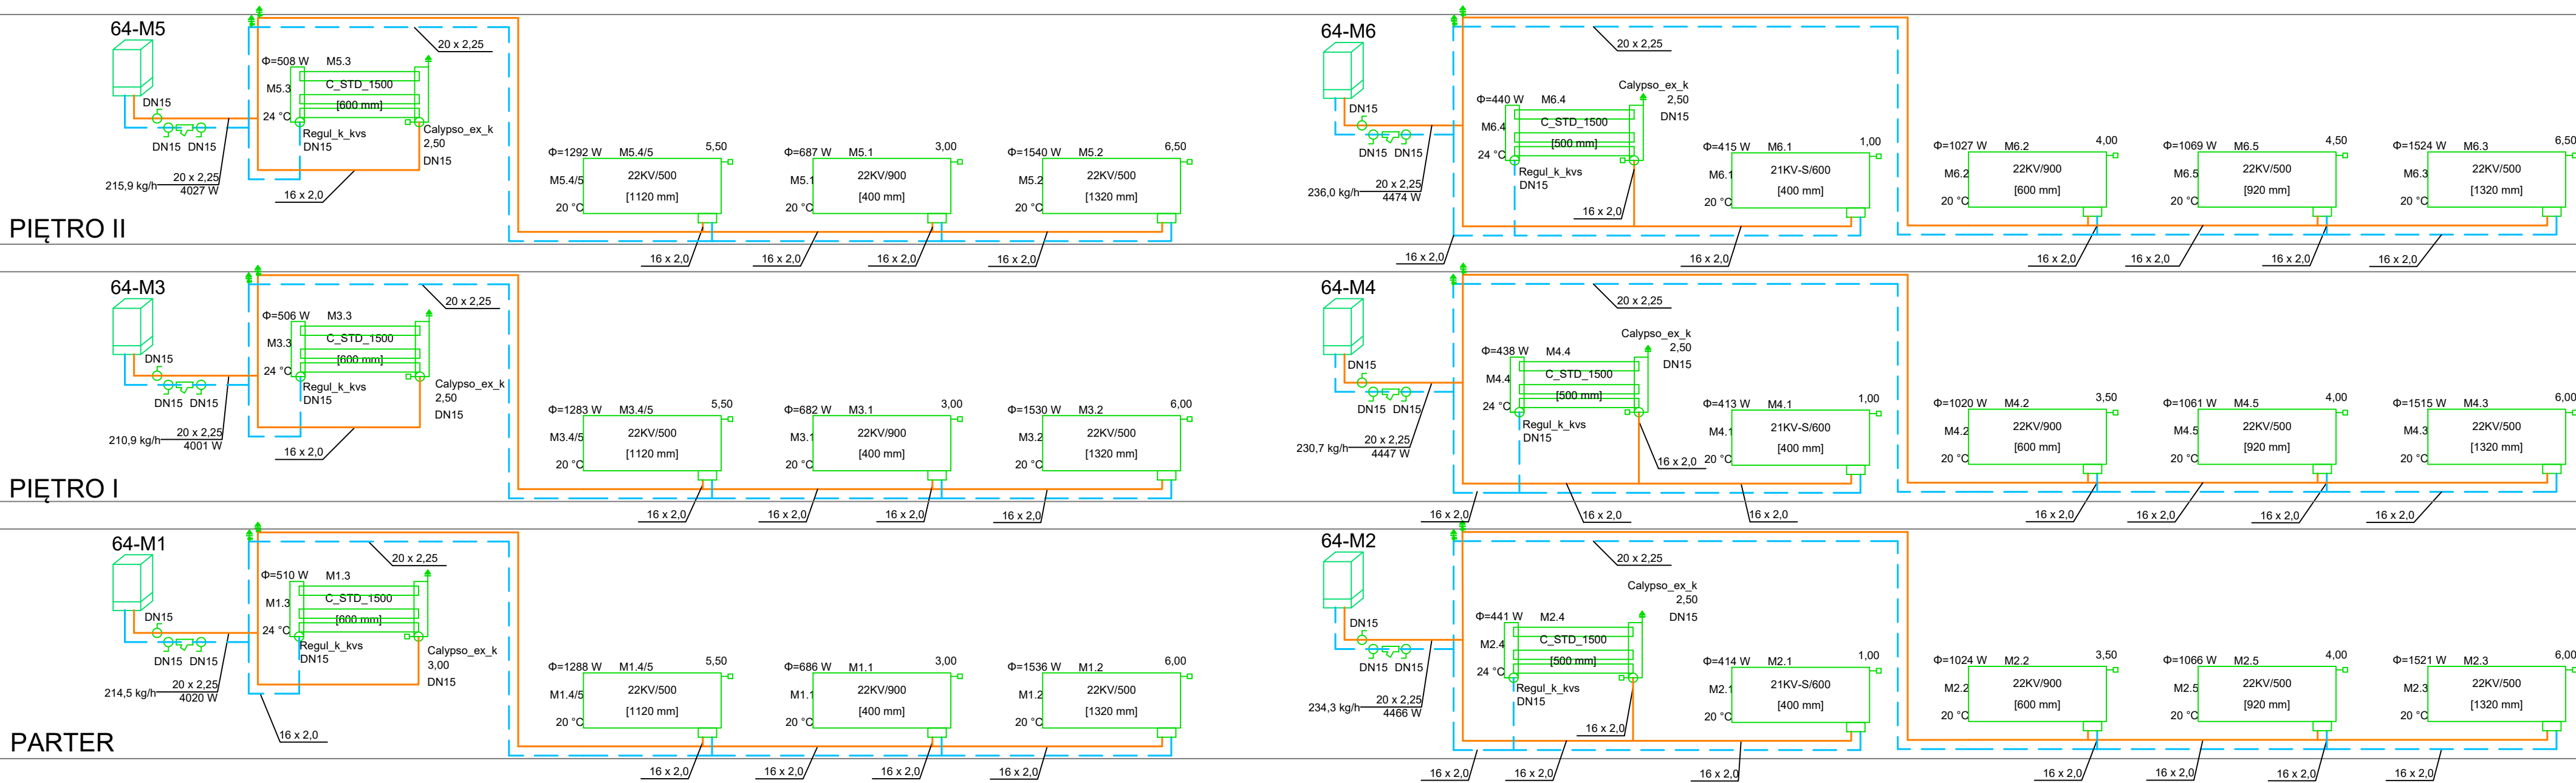 64-M5
DN15
DN15 DN15
215,9 kg/h
20 x 2,25
4027 W
20 x 2,25
Φ=508 W M5.3
M5.3
C_STD_1500
[600 mm]
24 °C
Regul_k_kvs
DN15
Calypso_ex_k
2,50
DN15
16 x 2,0
Φ=1292 W M5.4/5 5,50
M5.4/5
22KV/500
[1120 mm]
20 °C
Φ=687 W M5.1 3,00
M5.1
22KV/900
[400 mm]
20 °C
Φ=1540 W M5.2 6,50
M5.2
22KV/500
[1320 mm]
20 °C
16 x 2,0
16 x 2,0
16 x 2,0
16 x 2,0
PIĘTRO II
64-M6
DN15
DN15 DN15
236,0 kg/h
20 x 2,25
4474 W
20 x 2,25
Φ=440 W M6.4
M6.4
C_STD_1500
[500 mm]
24 °C
Regul_k_kvs
DN15
Calypso_ex_k
2,50
DN15
16 x 2,0
Φ=415 W M6.1 1,00
M6.1
21KV-S/600
[400 mm]
20 °C
Φ=1027 W M6.2 4,00
M6.2
22KV/900
[600 mm]
20 °C
Φ=1069 W M6.5 4,50
M6.5
22KV/500
[920 mm]
20 °C
Φ=1524 W M6.3 6,50
M6.3
22KV/500
[1320 mm]
20 °C
16 x 2,0
16 x 2,0
16 x 2,0
16 x 2,0
16 x 2,0
16 x 2,0
64-M3
DN15
DN15 DN15
210,9 kg/h
20 x 2,25
4001 W
20 x 2,25
Φ=506 W M3.3
M3.3
C_STD_1500
[600 mm]
24 °C
Regul_k_kvs
DN15
Calypso_ex_k
2,50
DN15
16 x 2,0
Φ=1283 W M3.4/5 5,50
M3.4/5
22KV/500
[1120 mm]
20 °C
Φ=682 W M3.1 3,00
M3.1
22KV/900
[400 mm]
20 °C
Φ=1530 W M3.2 6,00
M3.2
22KV/500
[1320 mm]
20 °C
16 x 2,0
16 x 2,0
16 x 2,0
16 x 2,0
PIĘTRO I
64-M4
DN15
DN15 DN15
230,7 kg/h
20 x 2,25
4447 W
20 x 2,25
Φ=438 W M4.4
M4.4
C_STD_1500
[500 mm]
24 °C
Regul_k_kvs
DN15
Calypso_ex_k
2,50
DN15
16 x 2,0
Φ=413 W M4.1 1,00
M4.1
21KV-S/600
[400 mm]
20 °C
Φ=1020 W M4.2 3,50
M4.2
22KV/900
[600 mm]
20 °C
Φ=1061 W M4.5 4,00
M4.5
22KV/500
[920 mm]
20 °C
Φ=1515 W M4.3 6,00
M4.3
22KV/500
[1320 mm]
20 °C
16 x 2,0
16 x 2,0
16 x 2,0
16 x 2,0
16 x 2,0
16 x 2,0
16 x 2,0
64-M1
DN15
DN15 DN15
214,5 kg/h
20 x 2,25
4020 W
20 x 2,25
Φ=510 W M1.3
M1.3
C_STD_1500
[600 mm]
24 °C
Regul_k_kvs
DN15
Calypso_ex_k
3,00
DN15
16 x 2,0
Φ=1288 W M1.4/5 5,50
M1.4/5
22KV/500
[1120 mm]
20 °C
Φ=686 W M1.1 3,00
M1.1
22KV/900
[400 mm]
20 °C
Φ=1536 W M1.2 6,00
M1.2
22KV/500
[1320 mm]
20 °C
16 x 2,0
16 x 2,0
16 x 2,0
16 x 2,0
PARTER
64-M2
DN15
DN15 DN15
234,3 kg/h
20 x 2,25
4466 W
20 x 2,25
Φ=441 W M2.4
M2.4
C_STD_1500
[500 mm]
24 °C
Regul_k_kvs
DN15
Calypso_ex_k
2,50
DN15
16 x 2,0
Φ=414 W M2.1 1,00
M2.1
21KV-S/600
[400 mm]
20 °C
Φ=1024 W M2.2 3,50
M2.2
22KV/900
[600 mm]
20 °C
Φ=1066 W M2.5 4,00
M2.5
22KV/500
[920 mm]
20 °C
Φ=1521 W M2.3 6,00
M2.3
22KV/500
[1320 mm]
20 °C
16 x 2,0
16 x 2,0
16 x 2,0
16 x 2,0
16 x 2,0
16 x 2,0
16 x 2,0